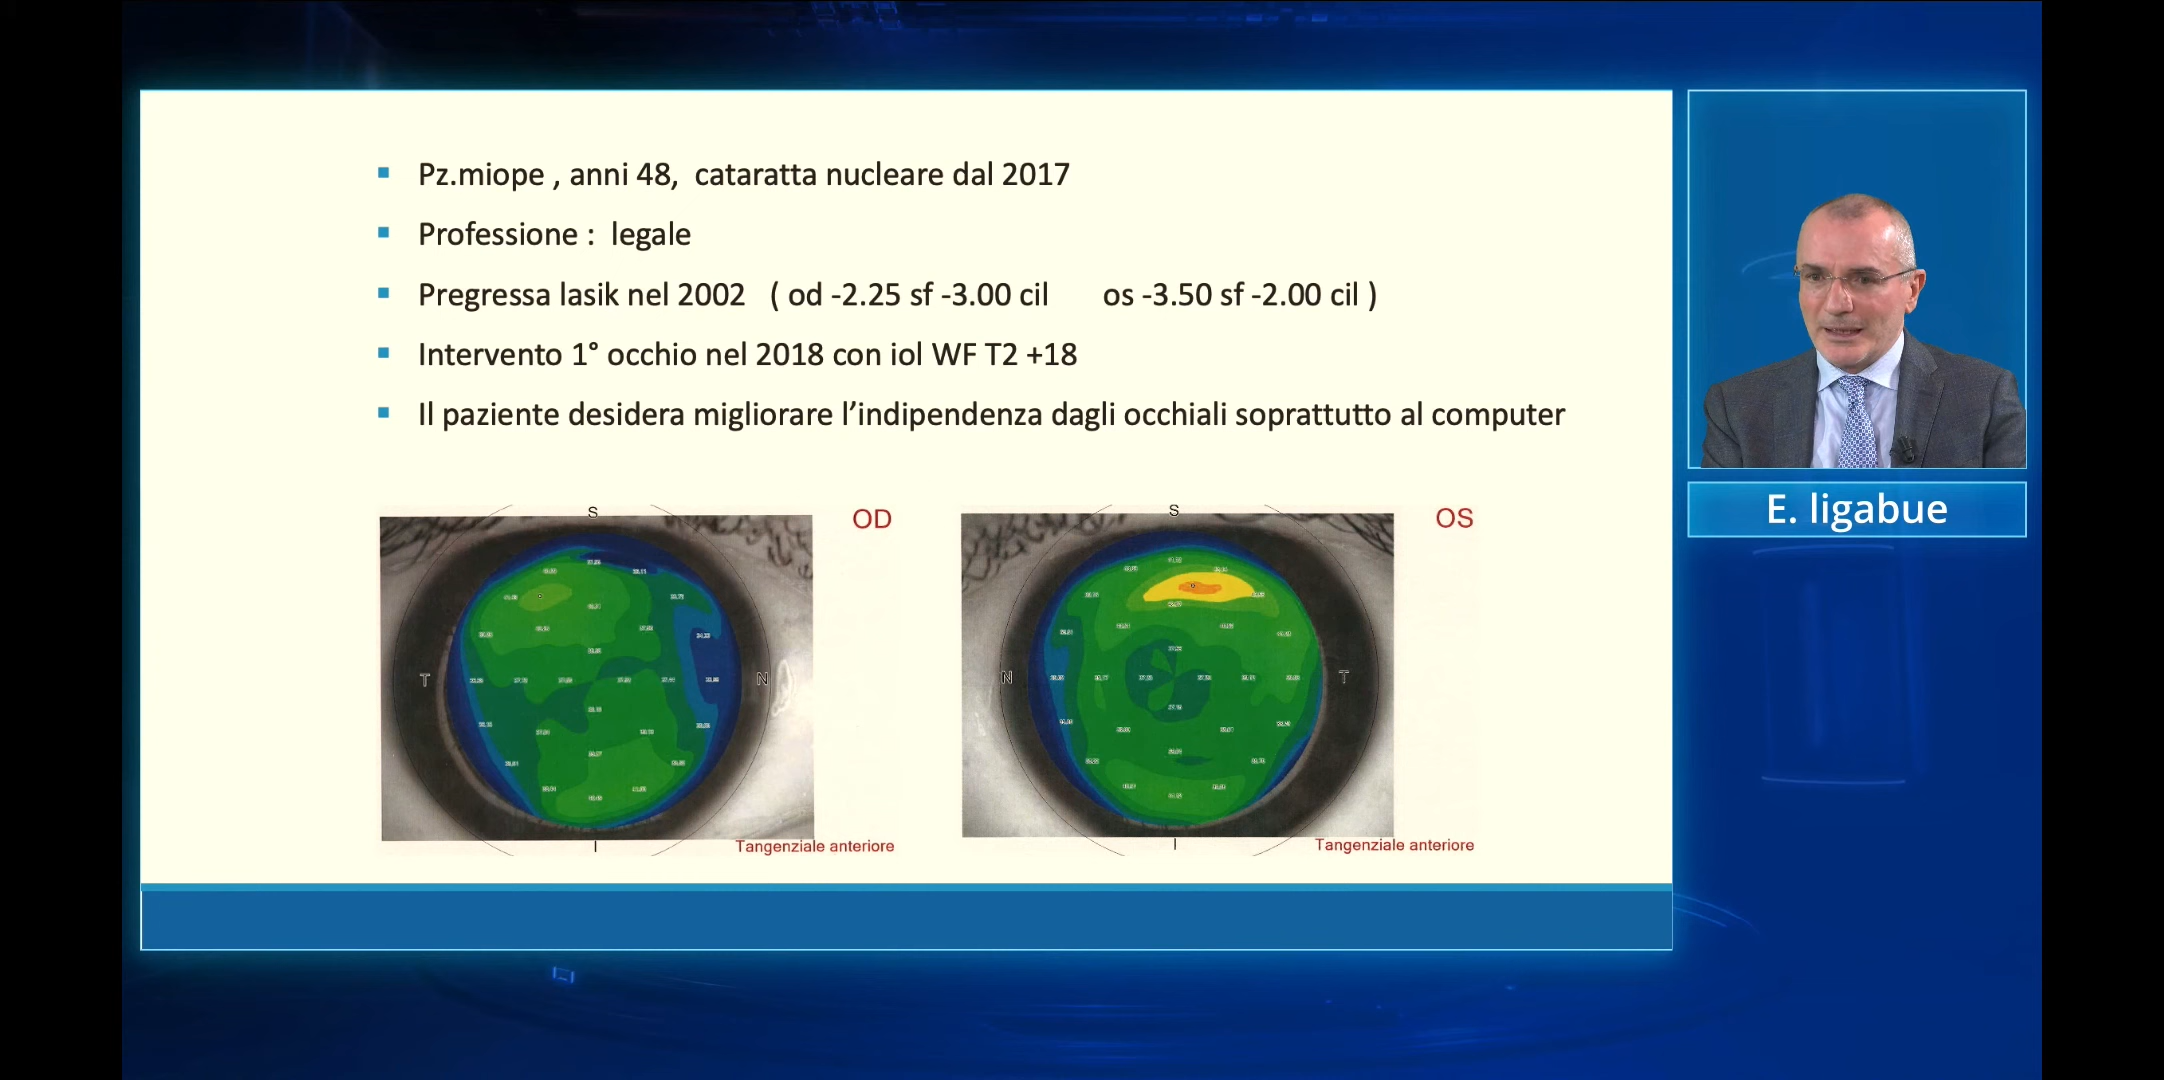 Pz.miope , anni 48, cataratta nucleare dal 2017
Professione : legale
Pregressa lasik nel 2002 ( od -2.25 sf -3.00 cil os -3.50 sf -2.00 cil )
Intervento 1° occhio nel 2018 con iol WF T2 +18
Il paziente desidera migliorare l’indipendenza dagli occhiali soprattutto al computer
E. ligabue
S
OD
T
N
I
Tangenziale anteriore
S
OS
N
T
I
Tangenziale anteriore